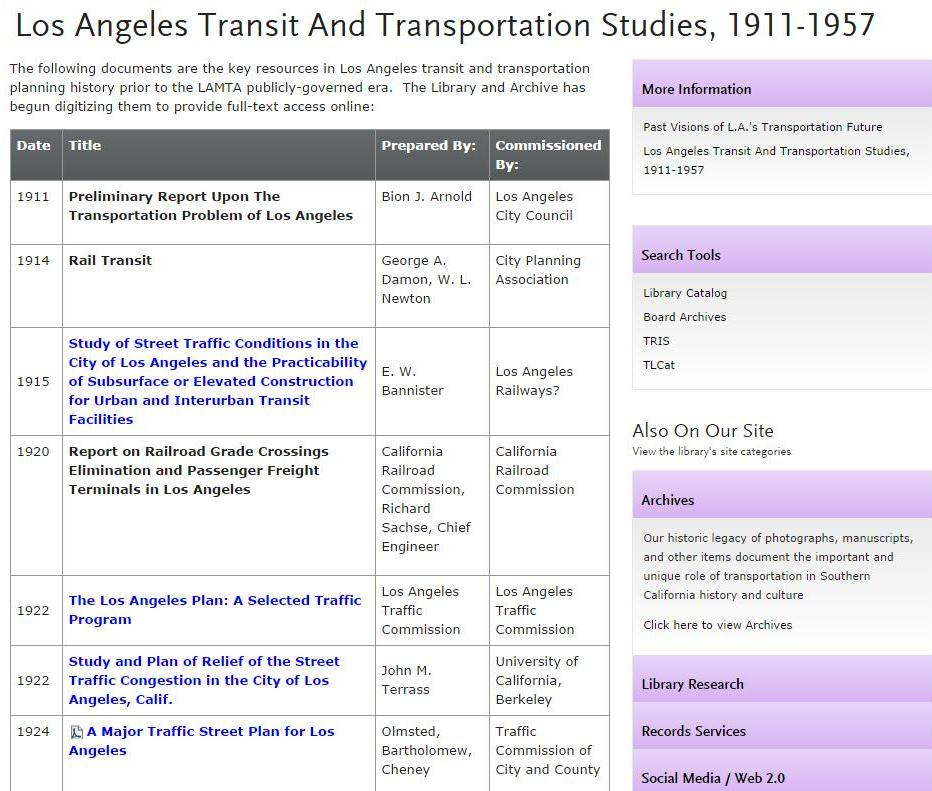 Los Angeles Transit And Transportation Studies, 1911-1957
The following documents are the key resources in Los Angeles transit and transportation
planning history prior to the LAMTA publicly-governed era.  The Library and Archive has
begun digitizing them to provide full-text access online:
Date Title Prepared By: Commissioned
By:
1911 Preliminary Report Upon The
Transportation Problem of Los Angeles
Bion J. Arnold
Los Angeles
City Council
1914 Rail Transit
George A.
Damon, W. L.
Newton
City Planning
Association
1915
Study of Street Traffic Conditions in the
City of Los Angeles and the Practicability
of Subsurface or Elevated Construction
for Urban and Interurban Transit
Facilities
E. W.
Bannister
Los Angeles
Railways?
1920
Report on Railroad Grade Crossings
Elimination and Passenger Freight
Terminals in Los Angeles
California
Railroad
Commission,
Richard
Sachse, Chief
Engineer
California
Railroad
Commission
1922
The Los Angeles Plan: A Selected Traffic
Program
Los Angeles
Traffic
Commission
Los Angeles
Traffic
Commission
1922
Study and Plan of Relief of the Street
Traffic Congestion in the City of Los
Angeles, Calif.
John M.
Terrass
University of
California,
Berkeley
1924
A Major Traffic Street Plan for Los
Angeles
Olmsted,
Bartholomew,
Cheney
Traffic
Commission of
City and County
More Information
Past Visions of L.A.'s Transportation Future
Los Angeles Transit And Transportation Studies,
1911-1957
Search Tools
Library Catalog
Board Archives
TRIS
TLCat
Also On Our Site
View the library's site categories
Archives
Our historic legacy of photographs, manuscripts,
and other items document the important and
unique role of transportation in Southern
California history and culture
Click here to view Archives
Library Research
Records Services
Social Media / Web 2.0